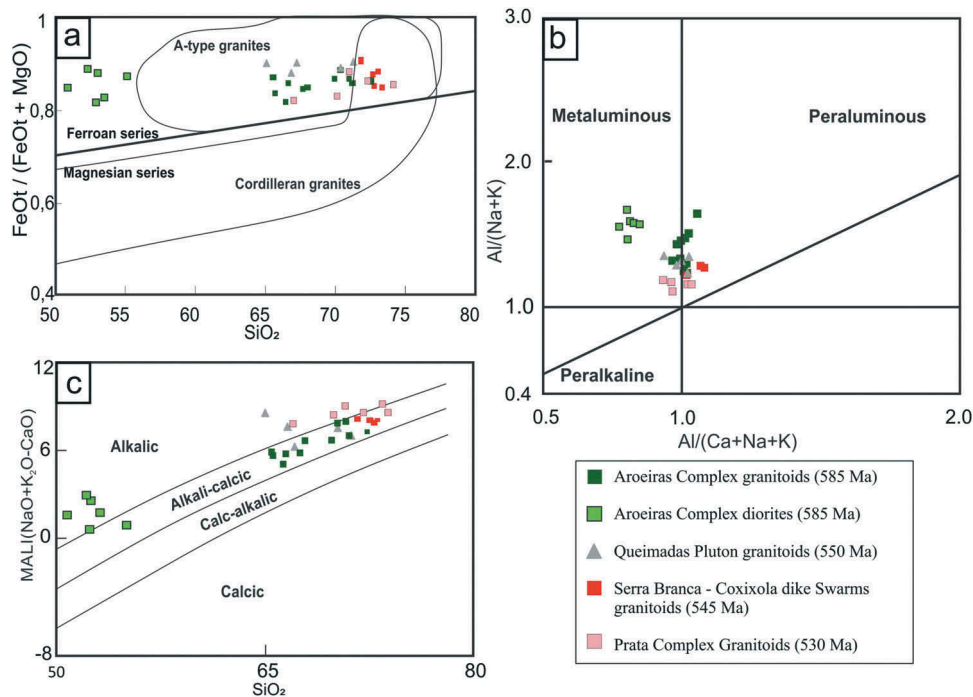 a
1
A-type granites
0,8
Ferroan series
Magnesian series
Cordilleran granites
0,6
0,4
FeOt / (FeOt + MgO)
50
55
60
65
70
75
80
SiO₂
b
3.0
Metaluminous
Peraluminous
2.0
Al/(Na+K)
1.0
Peralkaline
0.4
0.5
1.0
2.0
Al/(Ca+Na+K)
c
12
Alkalic
6
Alkali-calcic
Calc-alkalic
0
Calcic
-8
MALI(NaO+K₂O-CaO)
50
65
80
SiO₂
Aroeiras Complex granitoids (585 Ma)
Aroeiras Complex diorites (585 Ma)
Queimadas Pluton granitoids (550 Ma)
Serra Branca - Coxixola dike Swarms
granitoids (545 Ma)
Prata Complex Granitoids (530 Ma)